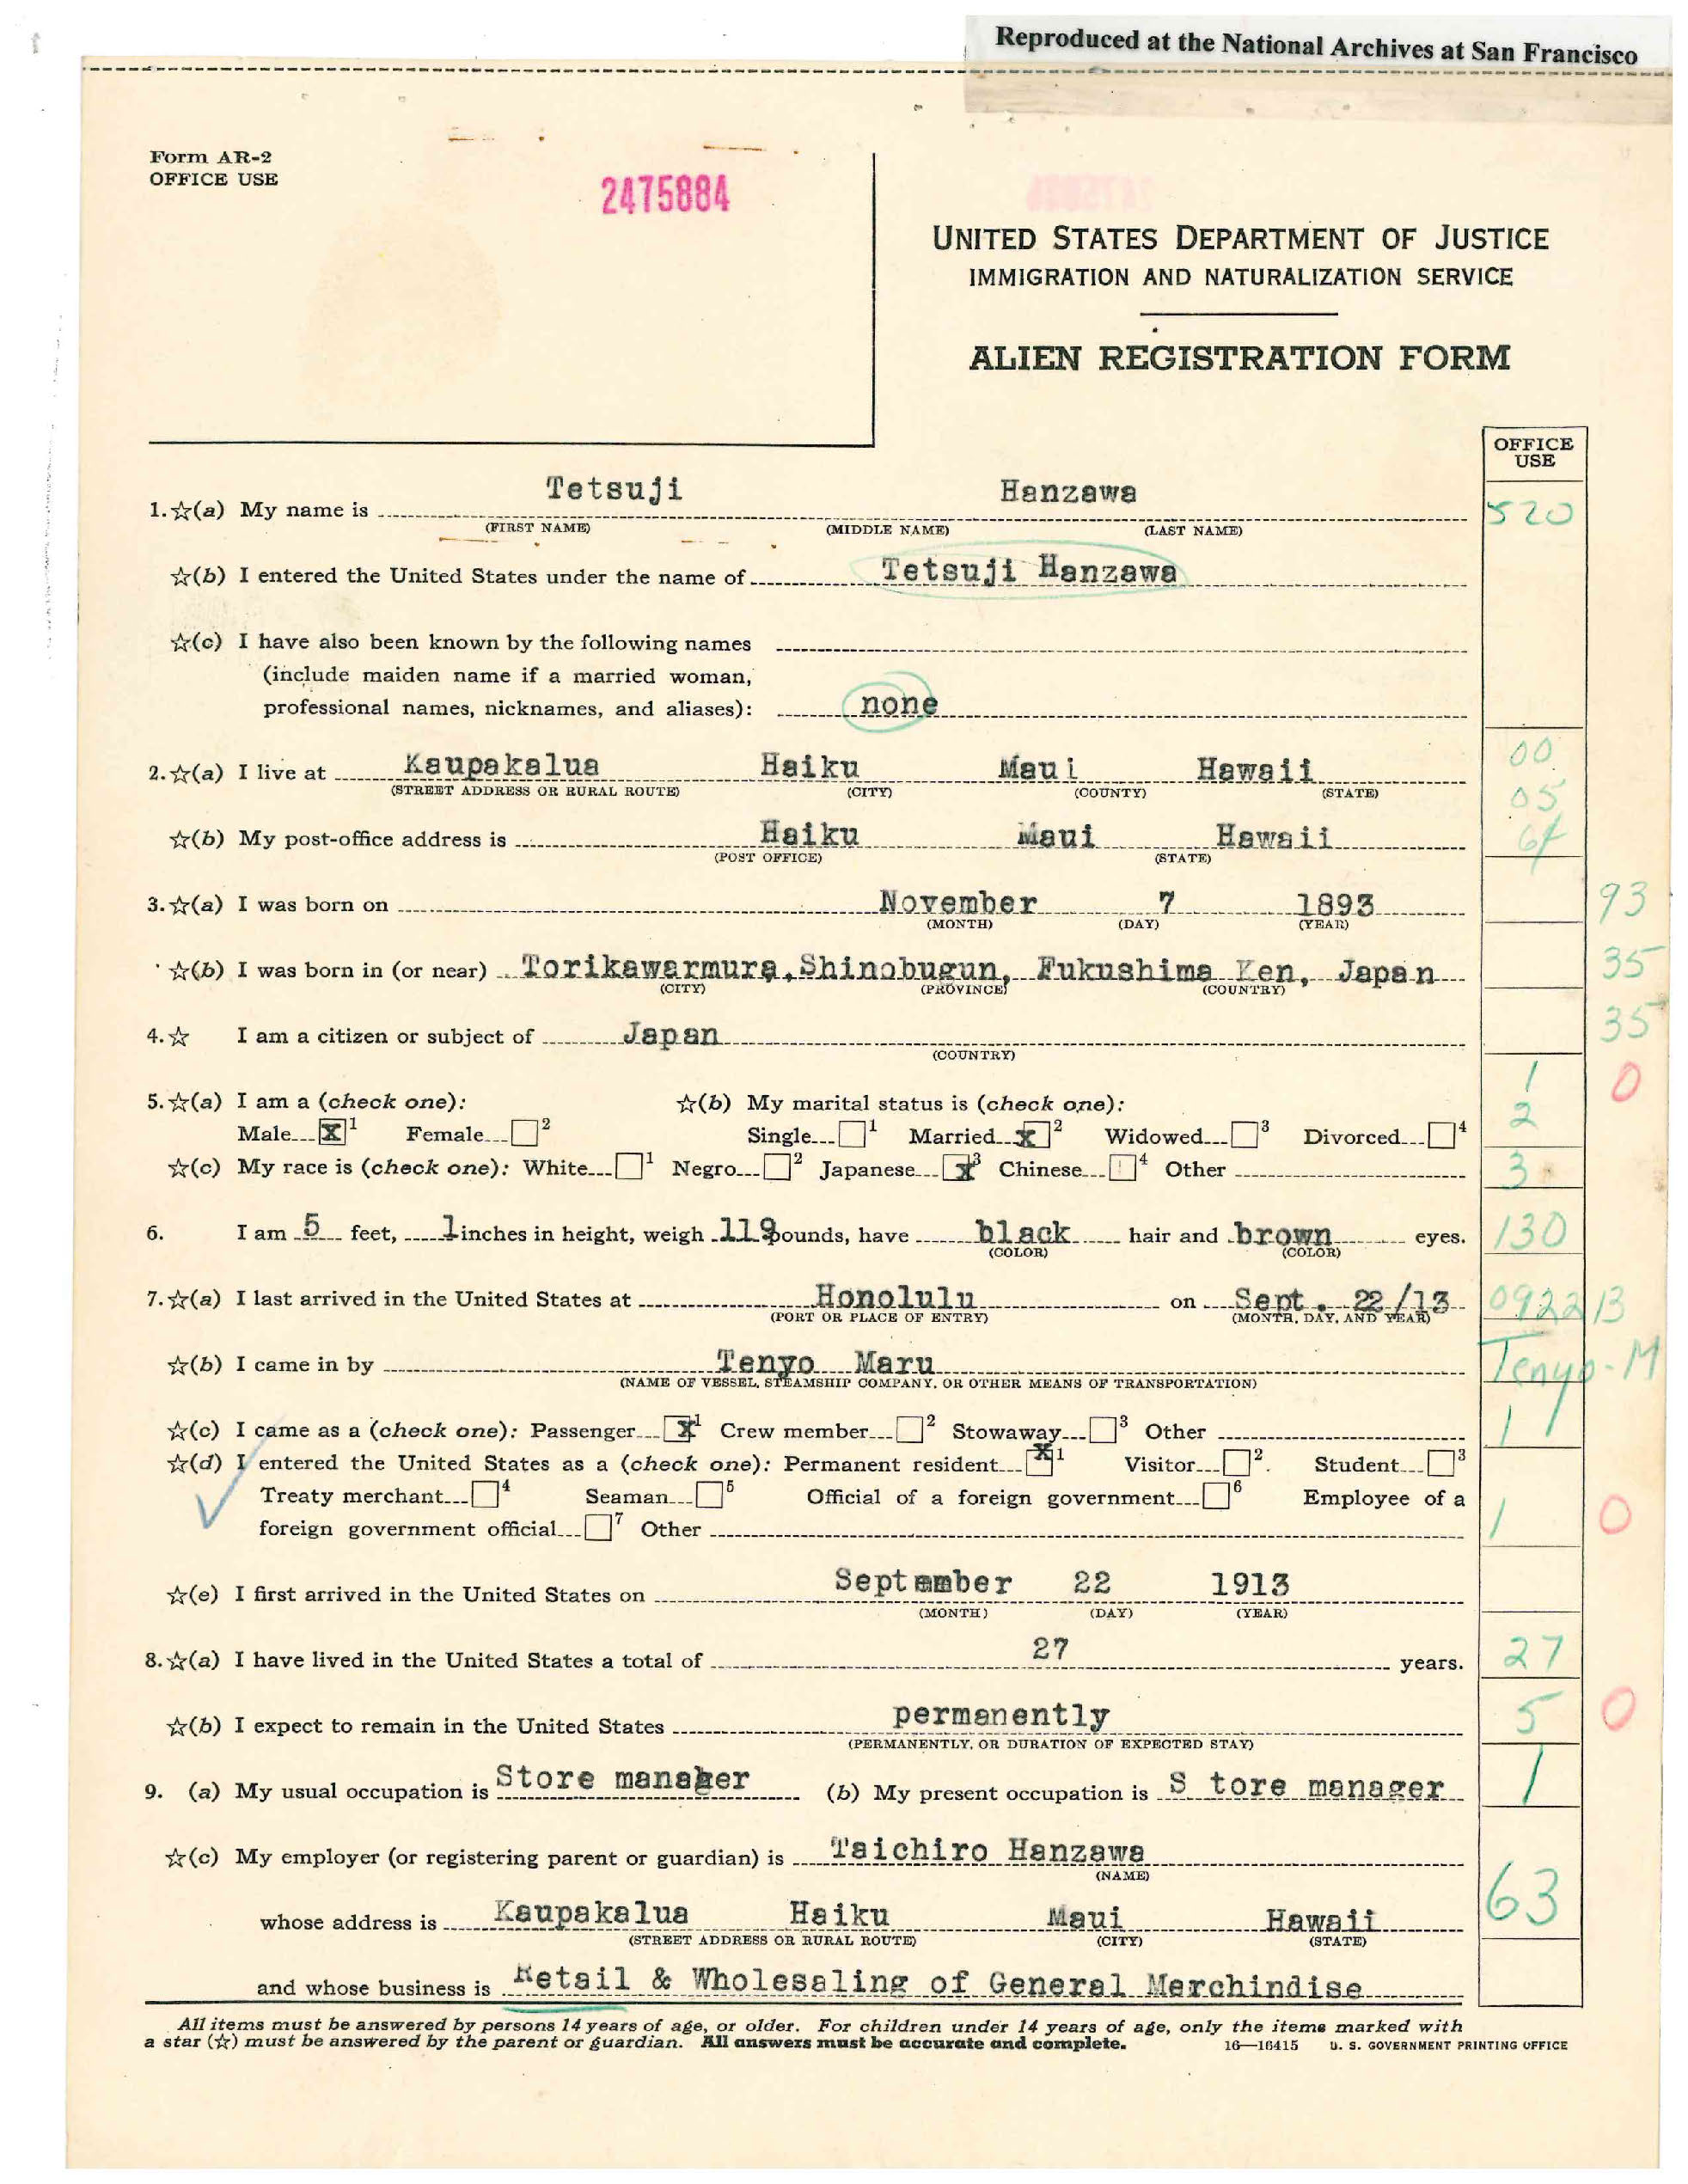 Reproduced at the National Archives at San Francisco
Form AR-2
OFFICE USE
2475884
UNITED STATES DEPARTMENT OF JUSTICE
IMMIGRATION AND NATURALIZATION SERVICE
ALIEN REGISTRATION FORM
OFFICE USE
1.☆(a) My name is Tetsuji Hanzawa 520
(FIRST NAME) (MIDDLE NAME) (LAST NAME)
☆(b) I entered the United States under the name of Tetsuji Hanzawa
☆(c) I have also been known by the following names
(include maiden name if a married woman,
professional names, nicknames, and aliases): none
2.☆(a) I live at Kaupakalua Haiku Maui Hawaii 00
(STREET ADDRESS OR RURAL ROUTE) (CITY) (COUNTY) (STATE) 05
☆(b) My post-office address is Haiku Maui Hawaii 64
(POST OFFICE) (STATE)
3.☆(a) I was born on November 7 1893 93
(MONTH) (DAY) (YEAR)
☆(b) I was born in (or near) Torikawarmura,Shinobugun, Fukushima Ken, Japan 35
(CITY) (PROVINCE) (COUNTRY)
4.☆ I am a citizen or subject of Japan 35
(COUNTRY)
5.☆(a) I am a (check one): ☆(b) My marital status is (check one): 1 0
Male X 1 Female 2 Single 1 Married X 2 Widowed 3 Divorced 4 2
☆(c) My race is (check one): White 1 Negro 2 Japanese X 3 Chinese 4 Other 3
6. I am 5 feet, 1 inches in height, weigh 119 pounds, have black hair and brown eyes. 130
(COLOR) (COLOR)
7.☆(a) I last arrived in the United States at Honolulu on Sept. 22/13 092213
(PORT OR PLACE OF ENTRY) (MONTH, DAY, AND YEAR)
☆(b) I came in by Tenyo Maru Tenyo-M
(NAME OF VESSEL, STEAMSHIP COMPANY, OR OTHER MEANS OF TRANSPORTATION)
☆(c) I came as a (check one): Passenger X 1 Crew member 2 Stowaway 3 Other 1
☆(d) I entered the United States as a (check one): Permanent resident X 1 Visitor 2. Student 3
Treaty merchant 4 Seaman 5 Official of a foreign government 6 Employee of a
foreign government official 7 Other 1 0
☆(e) I first arrived in the United States on September 22 1913
(MONTH) (DAY) (YEAR)
8.☆(a) I have lived in the United States a total of 27 years. 27
☆(b) I expect to remain in the United States permanently 5 0
(PERMANENTLY, OR DURATION OF EXPECTED STAY)
9. (a) My usual occupation is Store manager (b) My present occupation is S tore manager 1
☆(c) My employer (or registering parent or guardian) is Taichiro Hanzawa
(NAME)
whose address is Kaupakalua Haiku Maui Hawaii 63
(STREET ADDRESS OR RURAL ROUTE) (CITY) (STATE)
and whose business is Retail & Wholesaling of General Merchindise
All items must be answered by persons 14 years of age, or older. For children under 14 years of age, only the items marked with
a star (☆) must be answered by the parent or guardian. All answers must be accurate and complete. 16—16415 U. S. GOVERNMENT PRINTING OFFICE